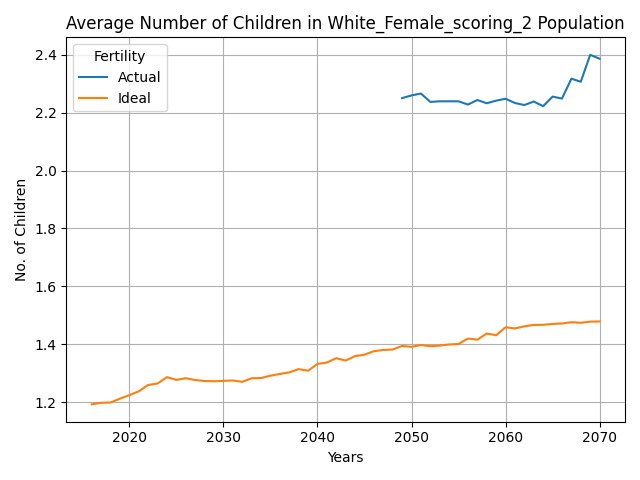 Average Number of Children in White_Female_scoring_2 Population
Fertility
Actual
Ideal
No. of Children
2.4
2.2
2.0
1.8
1.6
1.4
1.2
2020 2030 2040 2050 2060 2070
Years